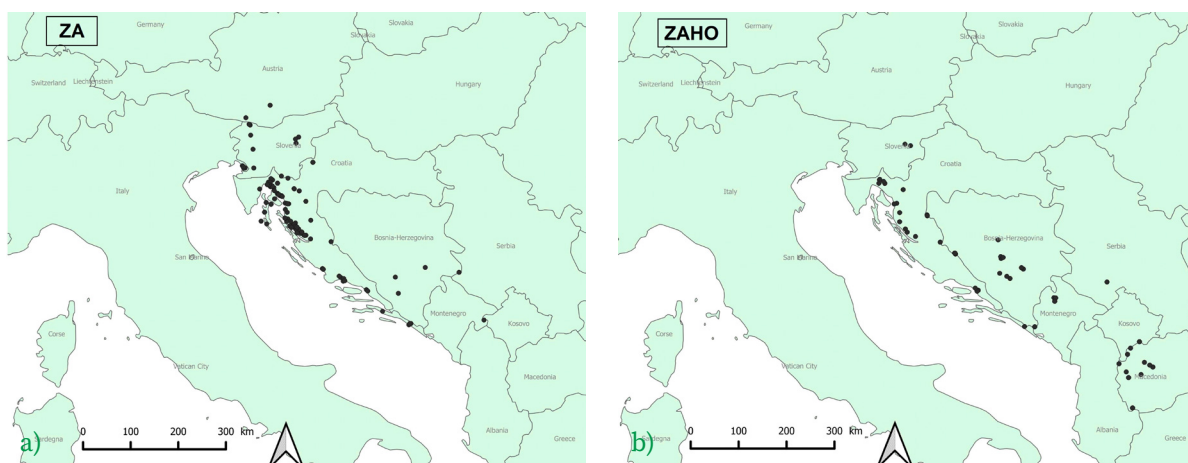 ZA
Germany
Slovakia
Slovakia
Switzerland
Liechtenstein
Austria
Hungary
Slovenia
Croatia
Italy
Bosnia-Herzegovina
Serbia
San Marino
Montenegro
Kosovo
Corse
Vatican City
Macedonia
Albania
Sardegna
Greece
a)
0 100 200 300 km
ZAHO
Germany
Slovakia
Slovakia
Switzerland
Liechtenstein
Austria
Hungary
Slovenia
Croatia
Italy
Bosnia-Herzegovina
Serbia
San Marino
Montenegro
Kosovo
Corse
Vatican City
Macedonia
Albania
Sardegna
Greece
b)
0 100 200 300 km